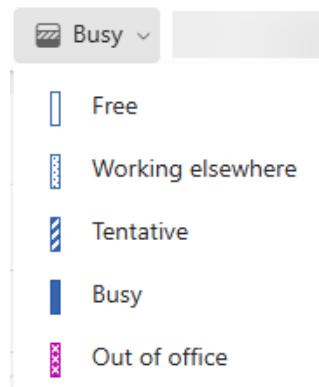 Busy
Free
Working elsewhere
Tentative
Busy
Out of office